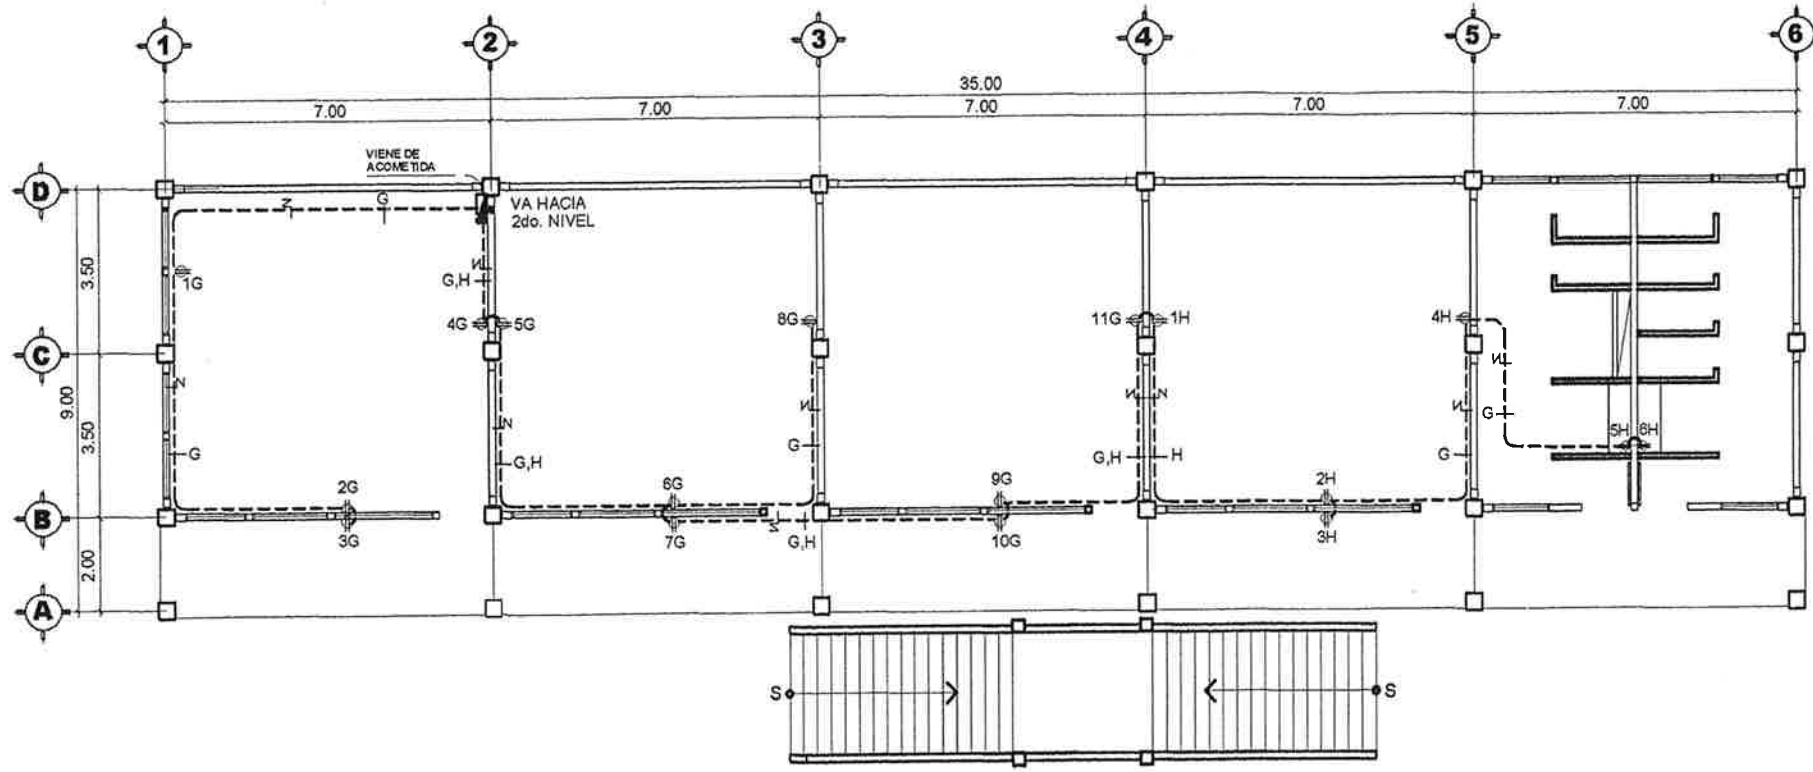 1
2
3
4
5
6
35.00
7.00
7.00
7.00
7.00
7.00
VIENE DE
ACOMETIDA
D
VA HACIA
2do. NIVEL
N
G
N
G,H
3.50
1G
4G
5G
8G
11G
1H
4H
C
N
9.00
N
G
3.50
N
G,H
N
G
N
N
G,H
H
N
G
N
G
5H
6H
2G
6G
9G
2H
B
3G
7G
N
G,H
10G
3H
2.00
A
S
S